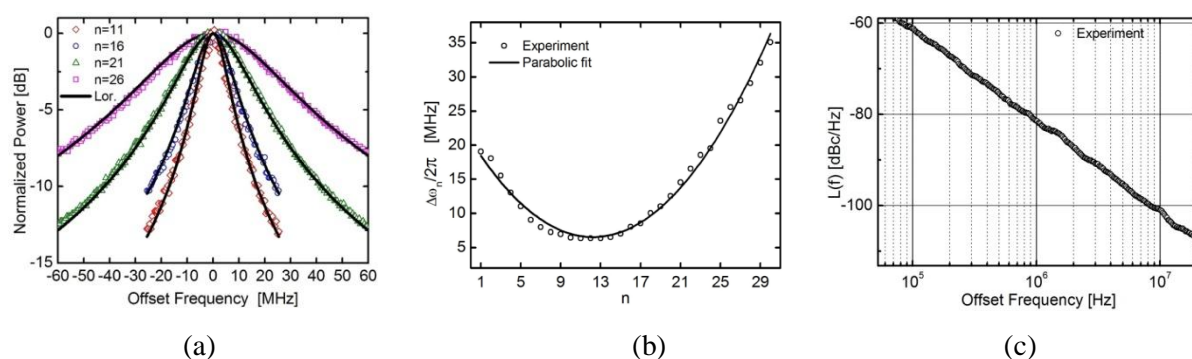 n=11
n=16
n=21
n=26
Lor.
0
-5
-10
-15
Normalized Power [dB]
-60 -50 -40 -30 -20 -10 0 10 20 30 40 50 60
Offset Frequency [MHz]
(a)
Experiment
Parabolic fit
35
30
25
20
15
10
5
Δω_n/2π [MHz]
1 5 9 13 17 21 25 29
n
(b)
Experiment
-60
-80
-100
L(f) [dBc/Hz]
10^5 10^6 10^7
Offset Frequency [Hz]
(c)